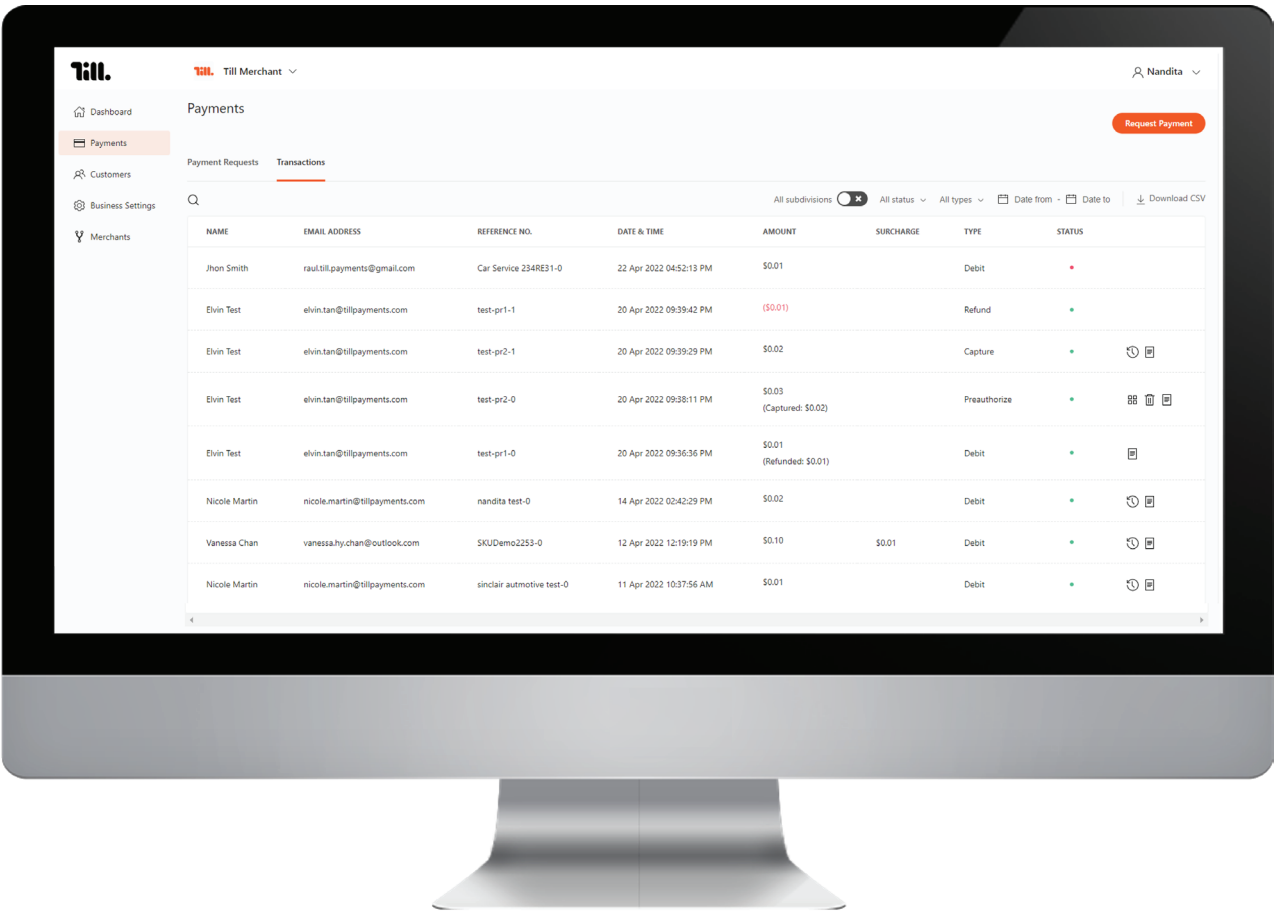 Till.
Till. Till Merchant
Nandita
Dashboard
Payments
Customers
Business Settings
Merchants
Payments
Request Payment
Payment Requests Transactions
All subdivisions All status All types Date from - Date to Download CSV
NAME EMAIL ADDRESS REFERENCE NO. DATE & TIME AMOUNT SURCHARGE TYPE STATUS
Jhon Smith raul.till.payments@gmail.com Car Service 234RE31-0 22 Apr 2022 04:52:13 PM $0.01 Debit
Elvin Test elvin.tan@tillpayments.com test-pr1-1 20 Apr 2022 09:39:42 PM ($0.01) Refund
Elvin Test elvin.tan@tillpayments.com test-pr2-1 20 Apr 2022 09:39:29 PM $0.02 Capture
Elvin Test elvin.tan@tillpayments.com test-pr2-0 20 Apr 2022 09:38:11 PM $0.03 Preauthorize
(Captured: $0.02)
Elvin Test elvin.tan@tillpayments.com test-pr1-0 20 Apr 2022 09:36:36 PM $0.01 Debit
(Refunded: $0.01)
Nicole Martin nicole.martin@tillpayments.com nandita test-0 14 Apr 2022 02:42:29 PM $0.02 Debit
Vanessa Chan vanessa.hy.chan@outlook.com SKUDemo2253-0 12 Apr 2022 12:19:19 PM $0.10 $0.01 Debit
Nicole Martin nicole.martin@tillpayments.com sinclair autmotive test-0 11 Apr 2022 10:37:56 AM $0.01 Debit